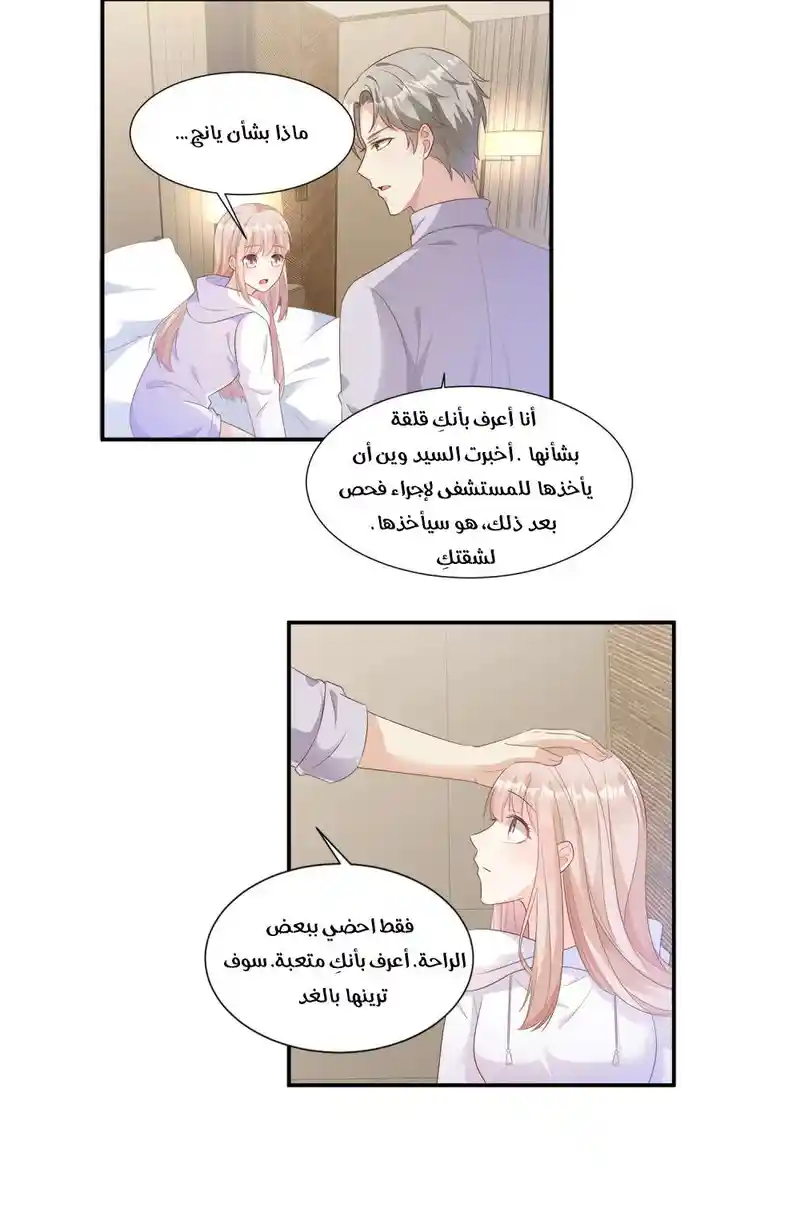 ماذا بشأن يانج...
أنا أعرف بأنكِ قلقة
بشأنها . أخبرت السيد وين أن
يأخذها للمستشفى لإجراء فحص
بعد ذلك، هو سيأخذها.
لشقتكِ
فقط احضي ببعض
الراحة. أعرف بأنكِ متعبة. سوف
ترينها بالغد